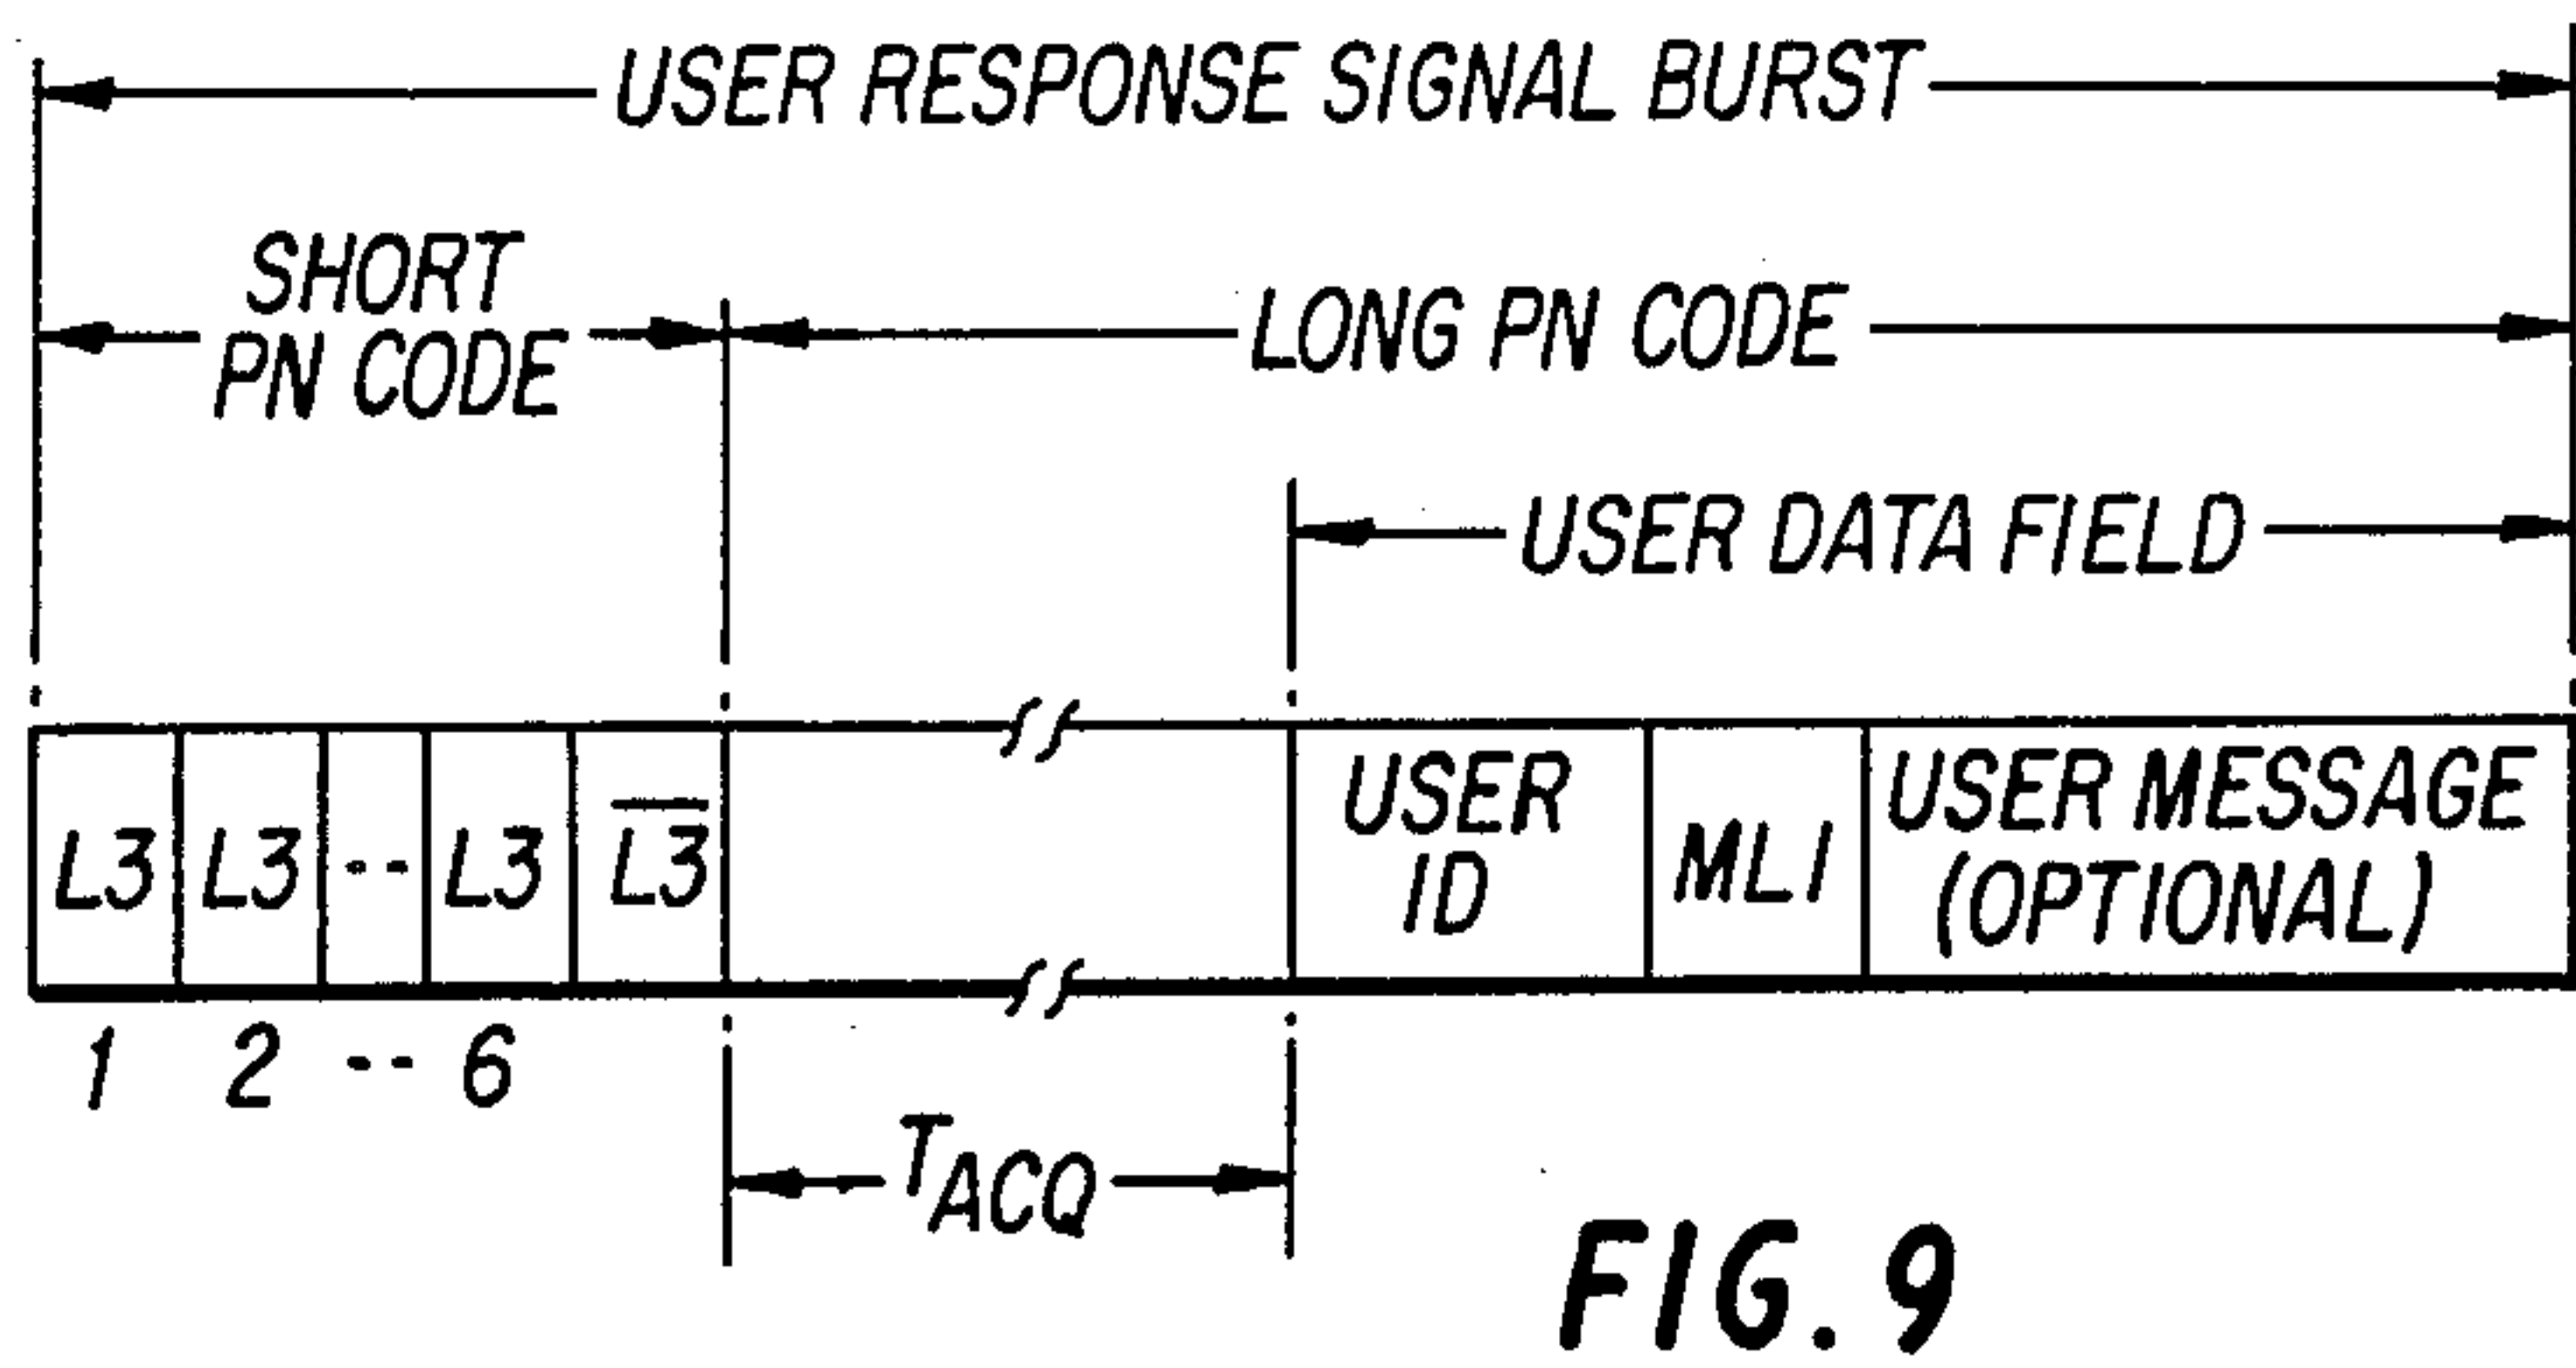 USER RESPONSE SIGNAL BURST
SHORT
PN CODE
LONG PN CODE
USER DATA FIELD
L3 L3 -- L3 L̅3̅
USER
ID
MLI
USER MESSAGE
(OPTIONAL)
1 2 -- 6
TACQ
FIG. 9